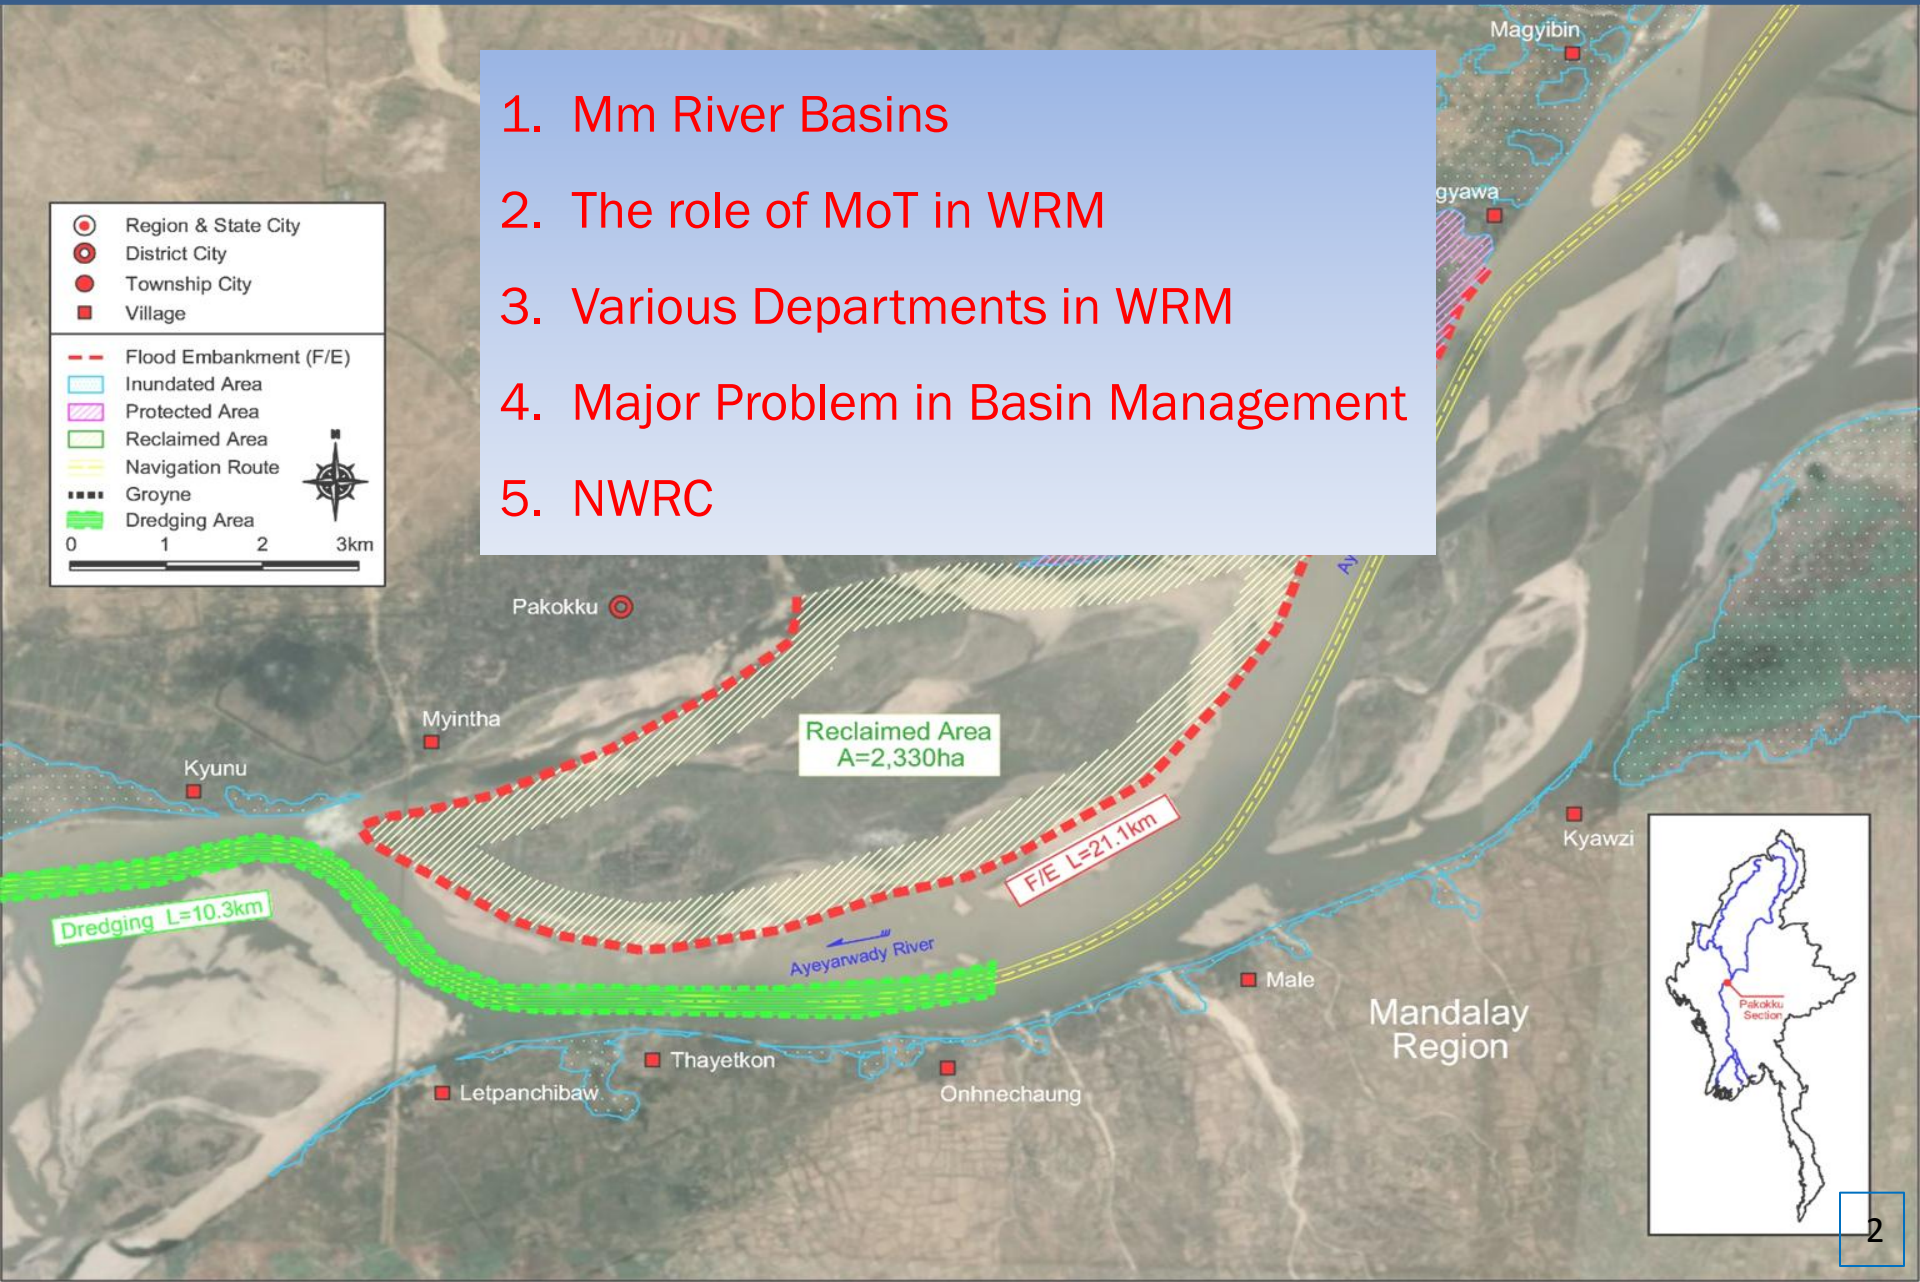 1. Mm River Basins
2. The role of MoT in WRM
3. Various Departments in WRM
4. Major Problem in Basin Management
5. NWRC
Region & State City
District City
Township City
Village
Flood Embankment (F/E)
Inundated Area
Protected Area
Reclaimed Area
Navigation Route
Groyne
Dredging Area
N
0 1 2 3km
Magyibin
gyawa
Ay
Pakokku
Myintha
Kyunu
Reclaimed Area
A=2,330ha
F/E L=21.1km
Dredging L=10.3km
Ayeyarwady River
Kyawzi
Male
Mandalay
Region
Thayetkon
Letpanchibaw
Onhnechaung
Pakokku
Section
2